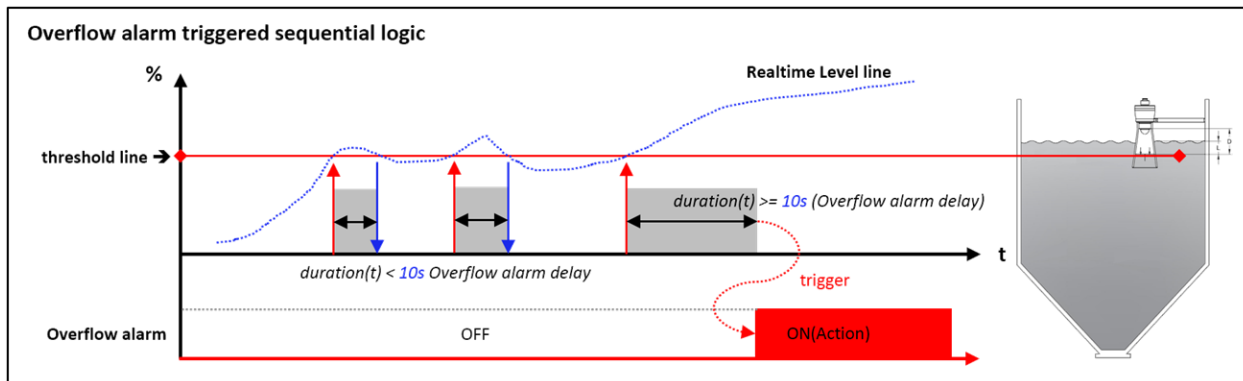 Overflow alarm triggered sequential logic
%
Realtime Level line
threshold line ➔
D
L
duration(t) >= 10s (Overflow alarm delay)
t
duration(t) < 10s Overflow alarm delay
trigger
Overflow alarm
OFF
ON(Action)